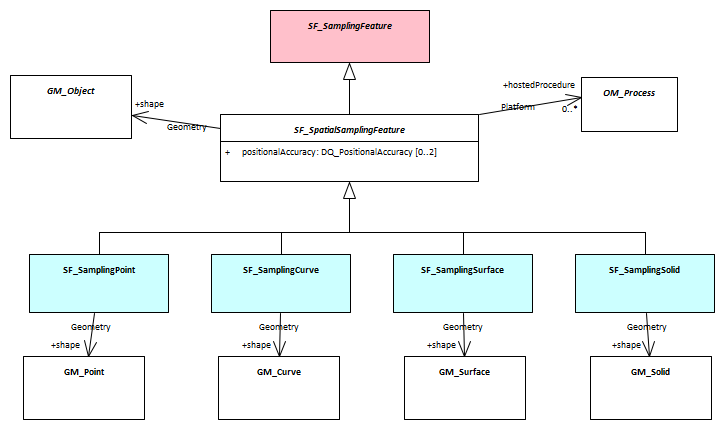 SF_SamplingFeature
GM_Object
+shape
Geometry
+hostedProcedure
Platform
0..*
OM_Process
SF_SpatialSamplingFeature
+ positionalAccuracy: DQ_PositionalAccuracy [0..2]
SF_SamplingPoint
SF_SamplingCurve
SF_SamplingSurface
SF_SamplingSolid
Geometry
Geometry
Geometry
Geometry
+shape
+shape
+shape
+shape
GM_Point
GM_Curve
GM_Surface
GM_Solid